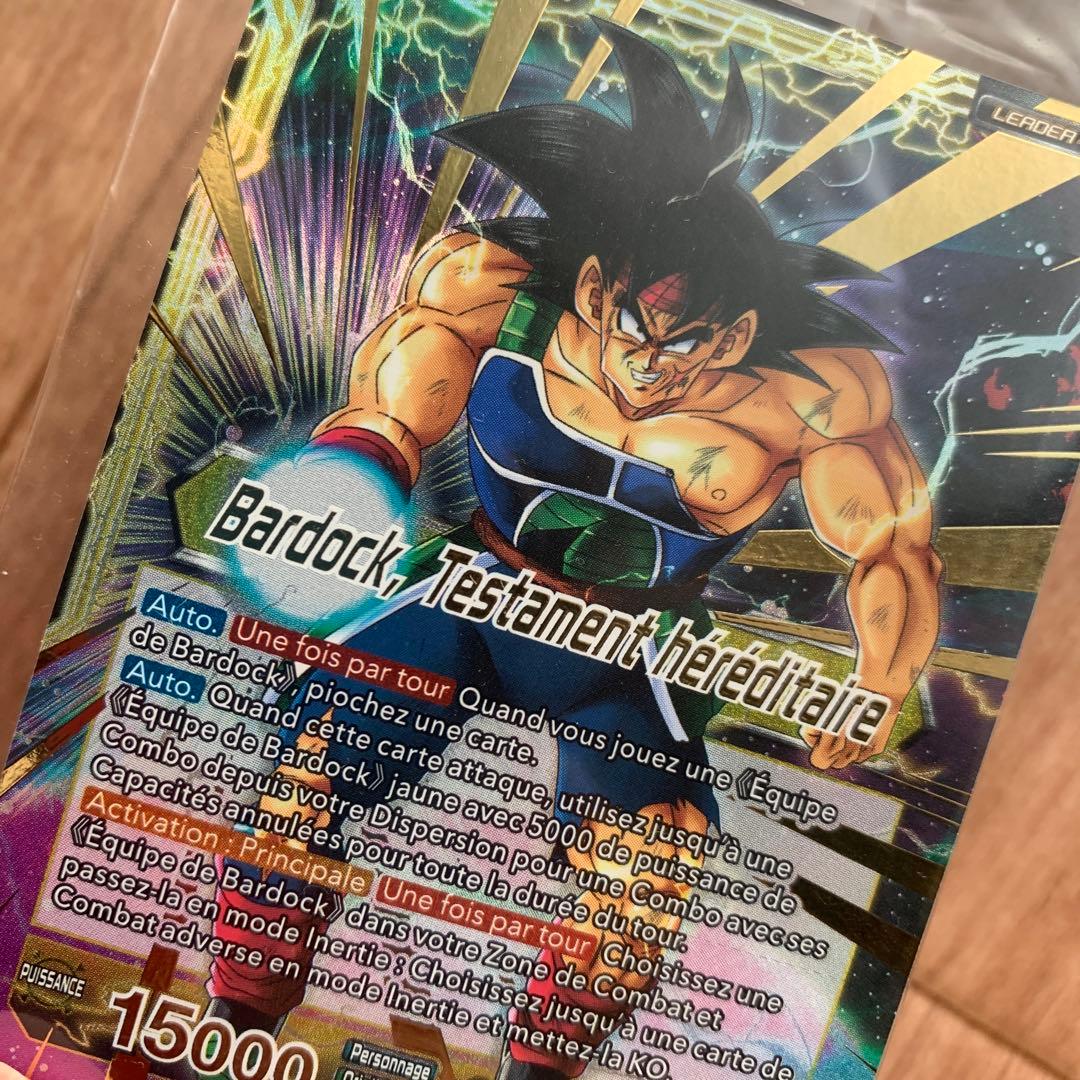 LEADER
Bardock, Testament héréditaire
Auto. Une fois par tour Quand vous jouez une《Équipe
de Bardock》, piochez une carte.
Auto. Quand cette carte attaque, utilisez jusqu'à une
《Équipe de Bardock》jaune avec 5000 de puissance de
Combo depuis votre Dispersion pour une Combo avec ses
Capacités annulées pour toute la durée du tour.
Activation : Principale Une fois par tour Choisissez une
《Équipe de Bardock》dans votre Zone de Combat et
passez-la en mode Inertie : Choisissez jusqu'à une carte de
Combat adverse en mode Inertie et mettez-la KO.
PUISSANCE
15000
Personnage